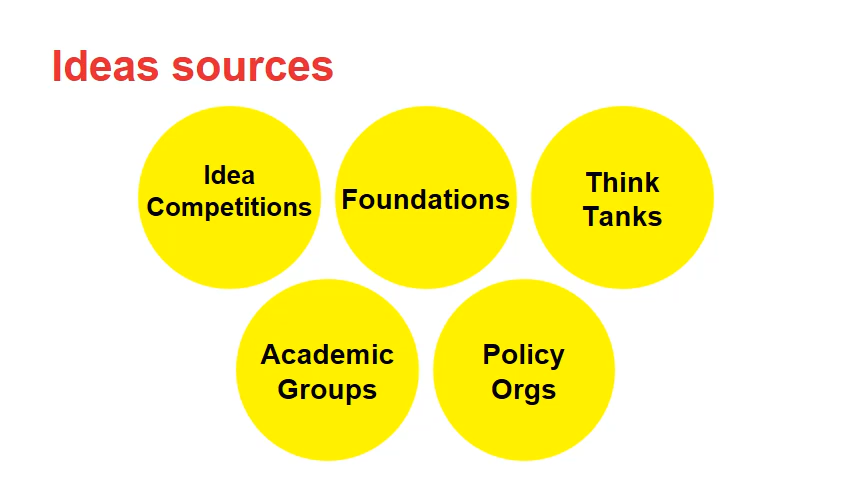 Ideas sources
Idea
Competitions
Foundations
Think
Tanks
Academic
Groups
Policy
Orgs